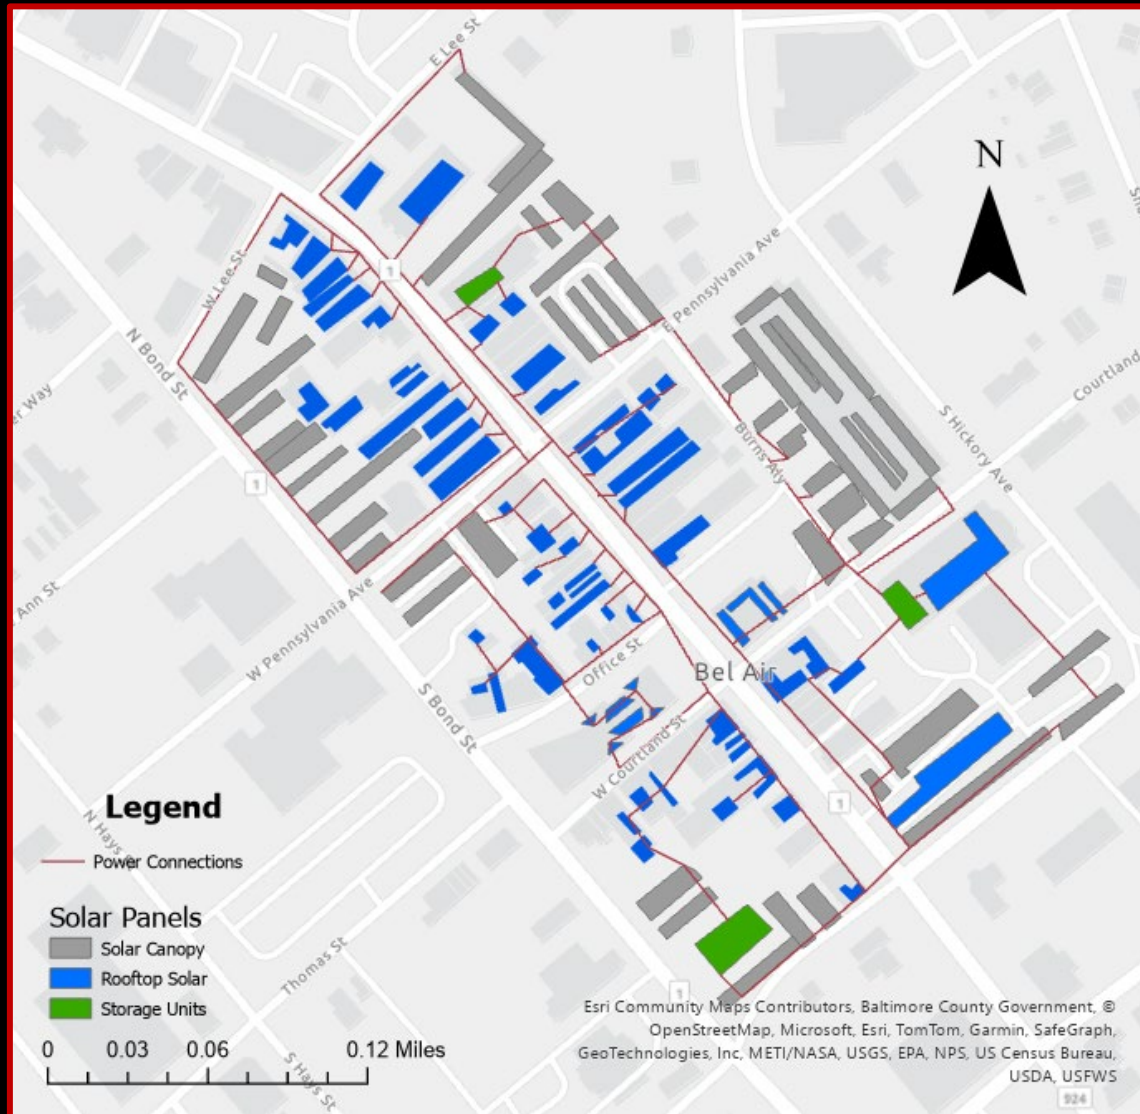 E Lee St
N
W Lee St
1
E Pennsylvania Ave
N Bond St
Courtland
er Way
S Hickory Ave
Burns Aly
1
Ann St
W Pennsylvania Ave
Office St
Bel Air
S Bond St
W Courtland St
1
Legend
N Hays
Power Connections
Solar Panels
Solar Canopy
Rooftop Solar
Storage Units
Thomas St
1
0 0.03 0.06 0.12 Miles
S Hays St
Esri Community Maps Contributors, Baltimore County Government, ©
OpenStreetMap, Microsoft, Esri, TomTom, Garmin, SafeGraph,
GeoTechnologies, Inc, METI/NASA, USGS, EPA, NPS, US Census Bureau,
USDA, USFWS
924